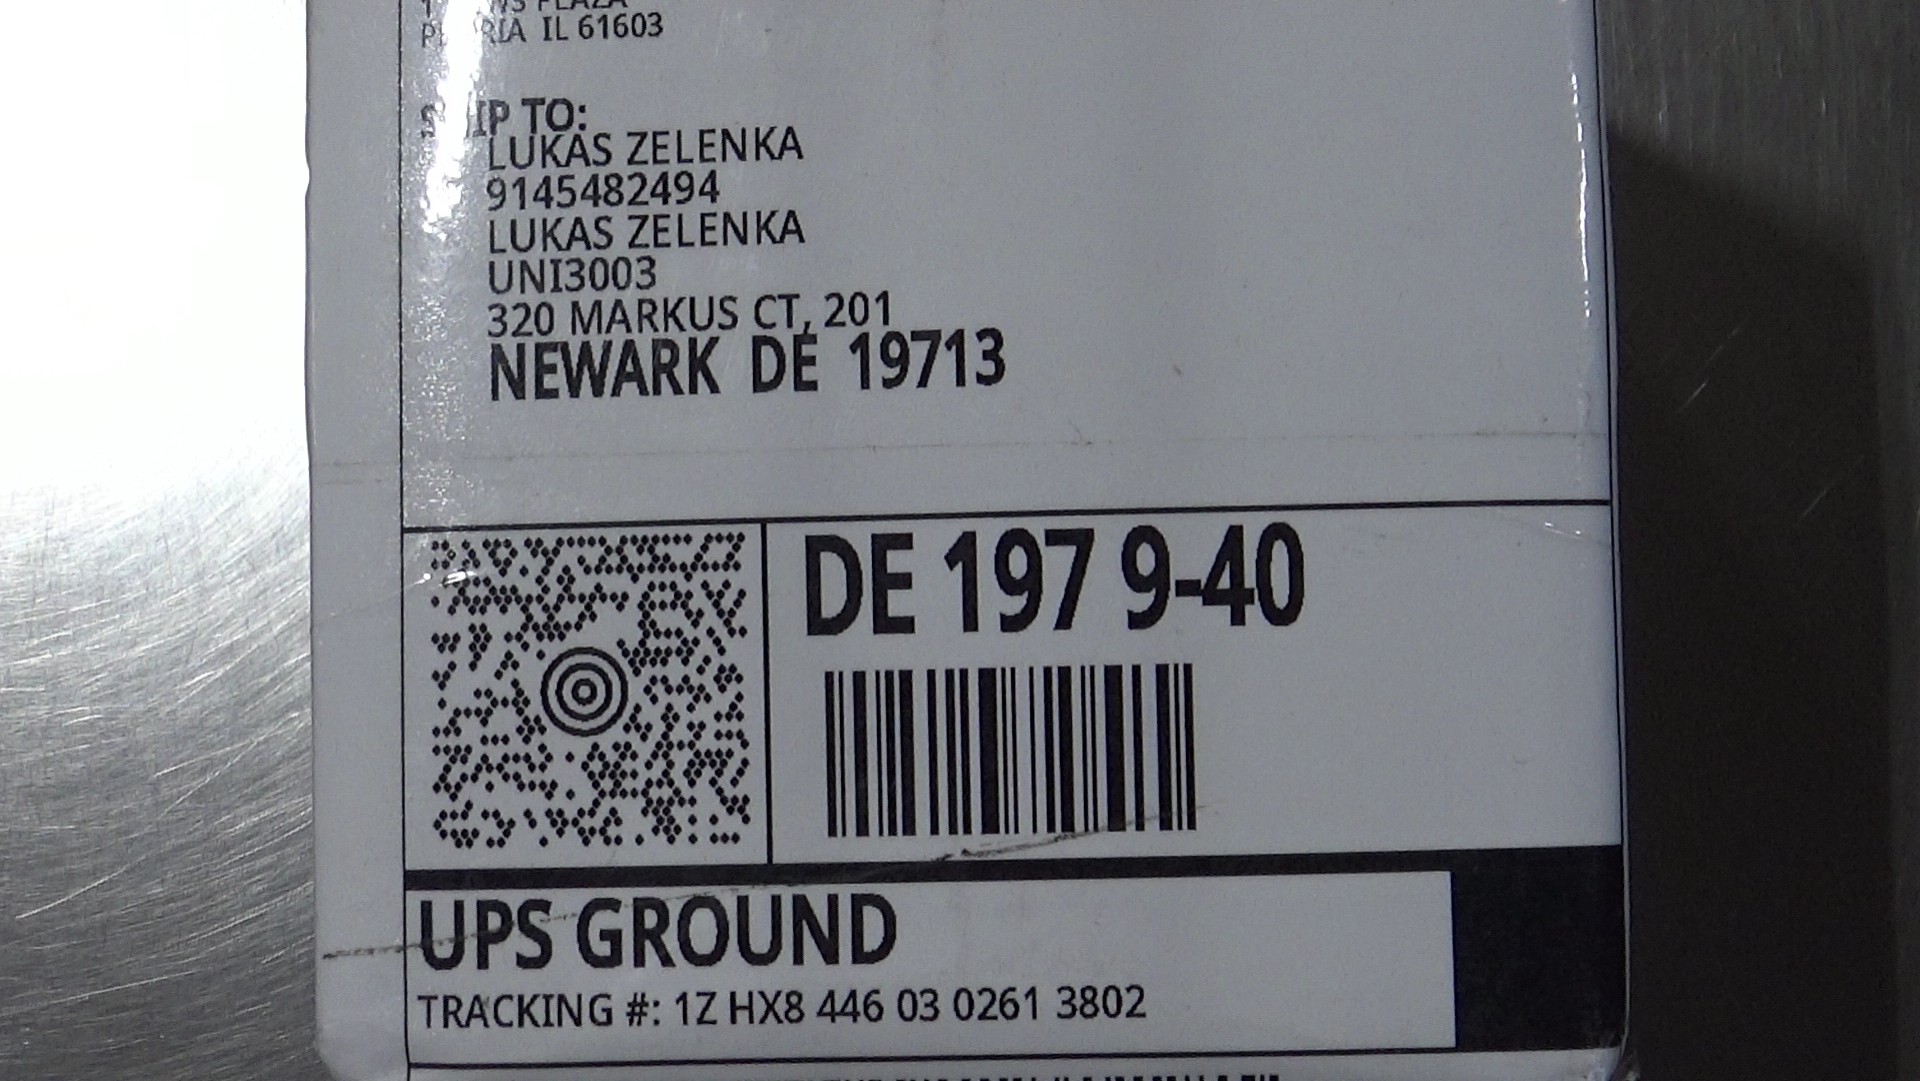 IL 61603
SHIP TO:
LUKAS ZELENKA
9145482494
LUKAS ZELENKA
UNI3003
320 MARKUS CT, 201
NEWARK DE 19713
DE 197 9-40
UPS GROUND
TRACKING #: 1Z HX8 446 03 0261 3802